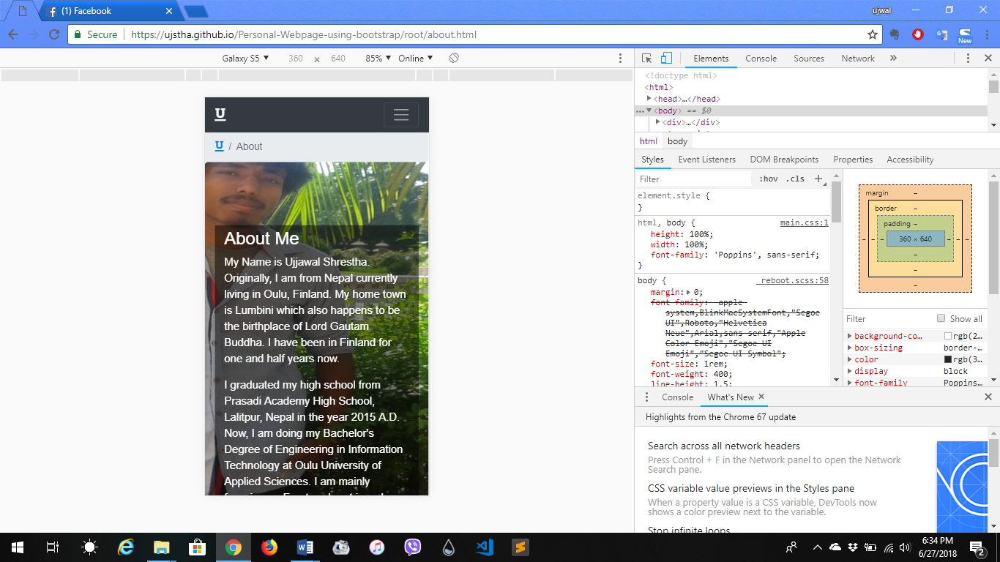 (1) Facebook
ujwal
Secure
https://ujstha.github.io/Personal-Webpage-using-bootstrap/root/about.html
New
Galaxy S5 ▼ 360 × 640 85% ▼ Online ▼
Elements Console Sources Network »
<!doctype html>
<html>
<head>…</head>
<body> == $0
<div>…</div>
html body
Styles Event Listeners DOM Breakpoints Properties Accessibility
Filter :hov .cls +
element.style {
}
html, body { main.css:1
height: 100%;
width: 100%;
font-family: 'Poppins', sans-serif;
}
body { _reboot.scss:58
margin: 0;
font-family: -apple-
system,BlinkMacSystemFont,"Segoe
UI",Roboto,"Helvetica
Neue",Arial,sans-serif,"Apple
Color Emoji","Segoe UI
Emoji","Segoe UI Symbol";
font-size: 1rem;
font-weight: 400;
line-height: 1.5;
margin –
border –
padding –
– – – 360 × 640 – – –
–
–
–
Filter Show all
background-co… rgb(2…
box-sizing border-…
color rgb(3…
display block
font-family Poppins…
U
U / About
About Me
My Name is Ujjawal Shrestha.
Originally, I am from Nepal currently
living in Oulu, Finland. My home town
is Lumbini which also happens to be
the birthplace of Lord Gautam
Buddha. I have been in Finland for
one and half years now.
I graduated my high school from
Prasadi Academy High School,
Lalitpur, Nepal in the year 2015 A.D.
Now, I am doing my Bachelor's
Degree of Engineering in Information
Technology at Oulu University of
Applied Sciences. I am mainly
Console What's New ×
Highlights from the Chrome 67 update
Search across all network headers
Press Control + F in the Network panel to open the Network
Search pane.
CSS variable value previews in the Styles pane
When a property value is a CSS variable, DevTools now
shows a color preview next to the variable.
Stop infinite loops
6:34 PM
6/27/2018
2